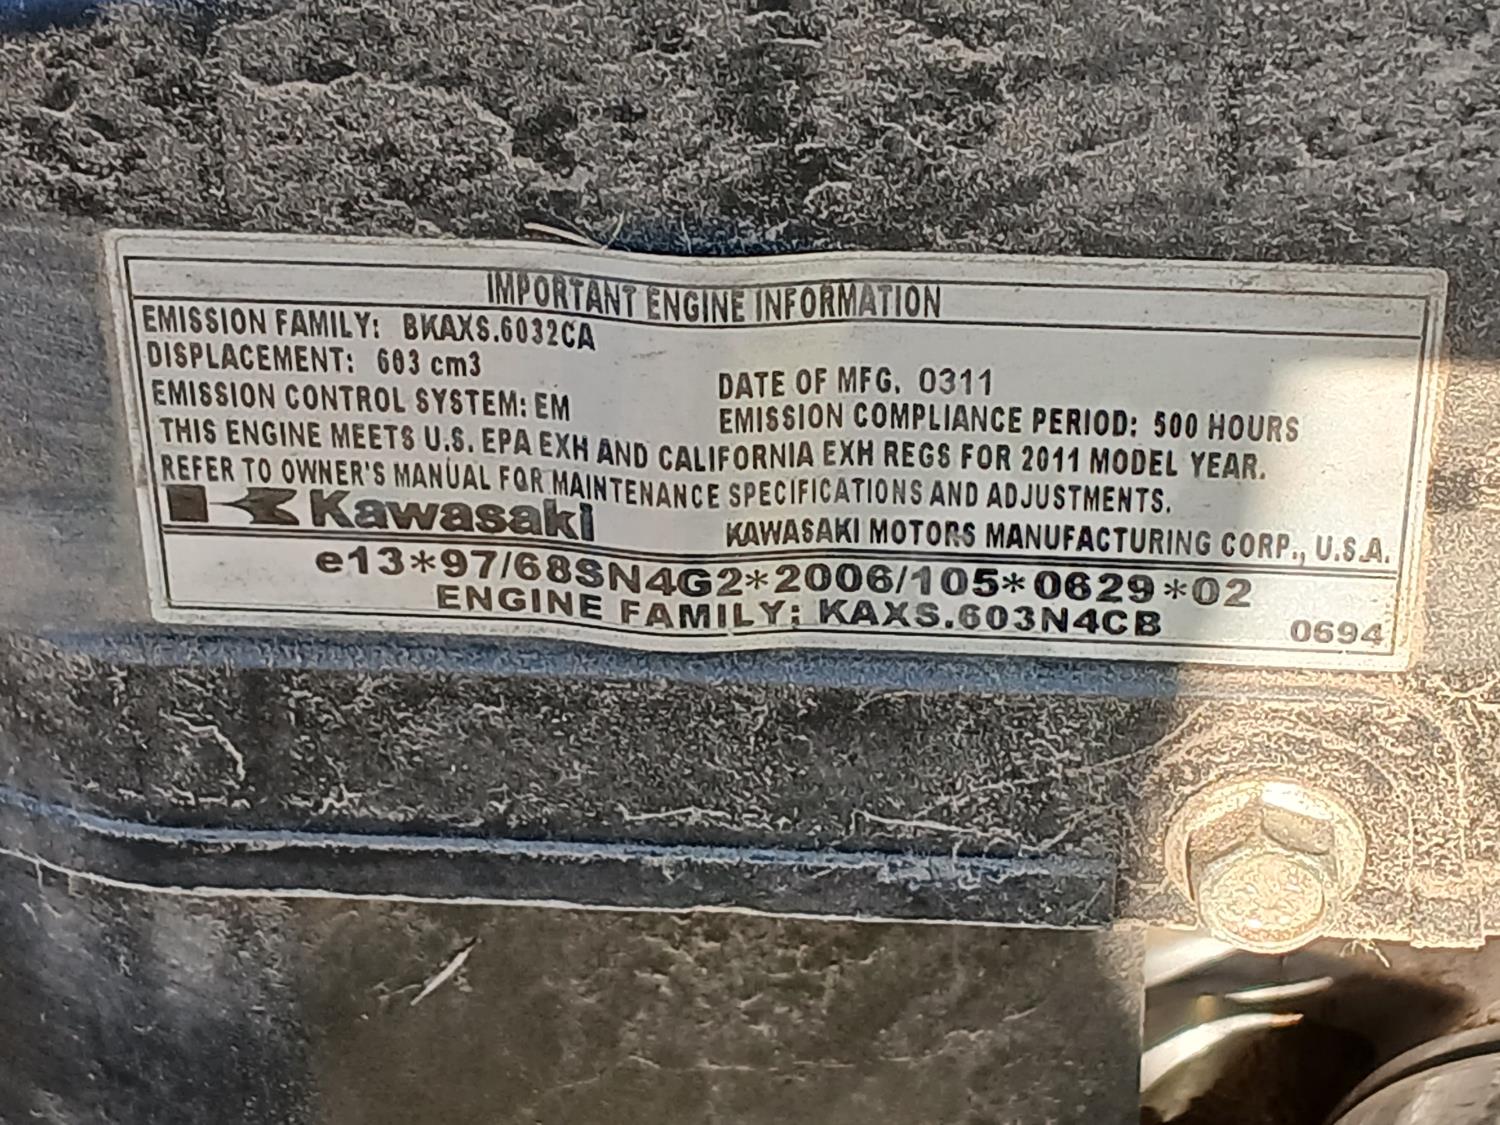 IMPORTANT ENGINE INFORMATION
EMISSION FAMILY: BKAXS.6032CA
DISPLACEMENT: 603 cm3
DATE OF MFG. 0311
EMISSION CONTROL SYSTEM: EM
EMISSION COMPLIANCE PERIOD: 500 HOURS
THIS ENGINE MEETS U.S. EPA EXH AND CALIFORNIA EXH REGS FOR 2011 MODEL YEAR.
REFER TO OWNER'S MANUAL FOR MAINTENANCE SPECIFICATIONS AND ADJUSTMENTS.
Kawasaki
KAWASAKI MOTORS MANUFACTURING CORP., U.S.A.
e13*97/68SN4G2*2006/105*0629*02
ENGINE FAMILY; KAXS.603N4CB
0694